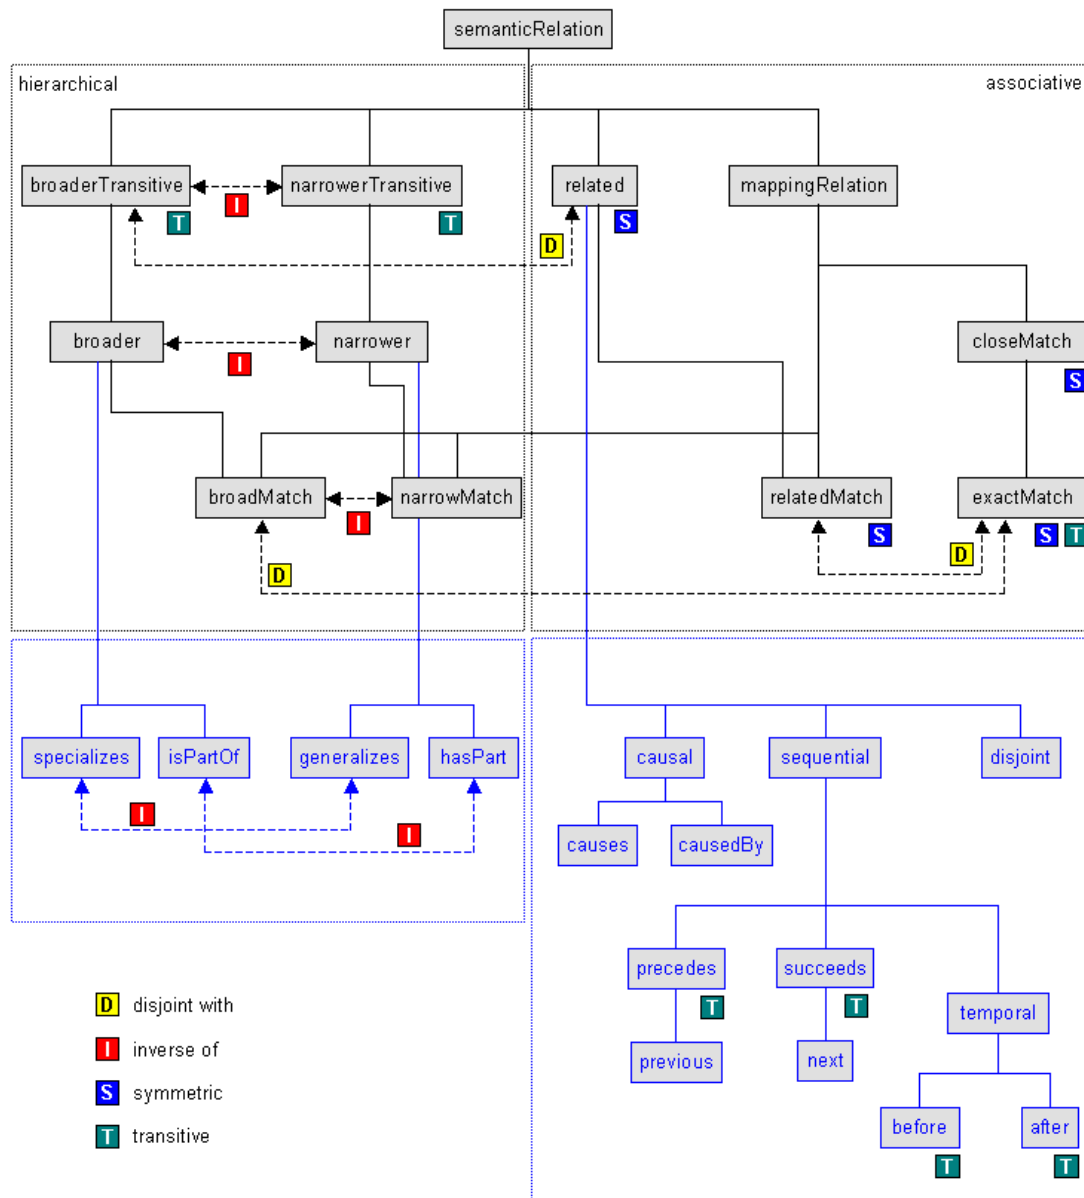 semanticRelation
hierarchical
associative
broaderTransitive
narrowerTransitive
related
mappingRelation
I
T
T
S
D
broader
narrower
closeMatch
I
S
broadMatch
narrowMatch
relatedMatch
exactMatch
I
S
S
T
D
D
specializes
isPartOf
generalizes
hasPart
causal
sequential
disjoint
I
I
causes
causedBy
precedes
succeeds
T
T
temporal
previous
next
before
after
T
T
D disjoint with
I inverse of
S symmetric
T transitive